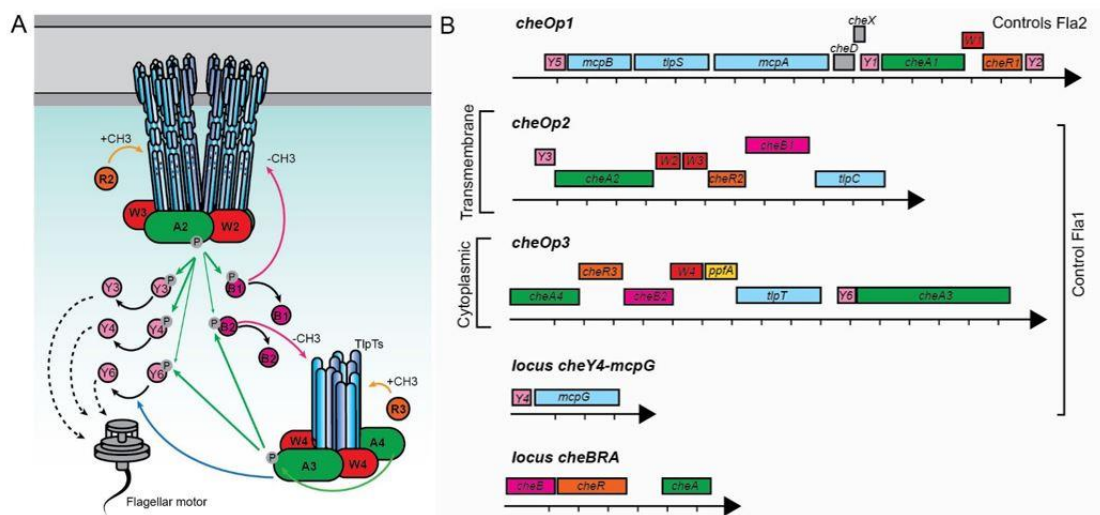 A
+CH3
-CH3
R2
W3
A2
W2
P
P
P
Y3
Y3
B1
P
P
B1
Y4
Y4
B2
-CH3
B2
TlpTs
P
Y6
Y6
+CH3
R3
W4
A4
P
A3
W4
Flagellar motor
B
cheOp1
cheX
Controls Fla2
cheD
W1
Y5
mcpB
tlpS
mcpA
Y1
cheA1
cheR1
Y2
Transmembrane
cheOp2
cheB1
Y3
W2
W3
cheA2
cheR2
tlpC
Cytoplasmic
cheOp3
cheR3
W4
ppfA
cheA4
cheB2
tlpT
Y6
cheA3
Control Fla1
locus cheY4-mcpG
Y4
mcpG
locus cheBRA
cheB
cheR
cheA